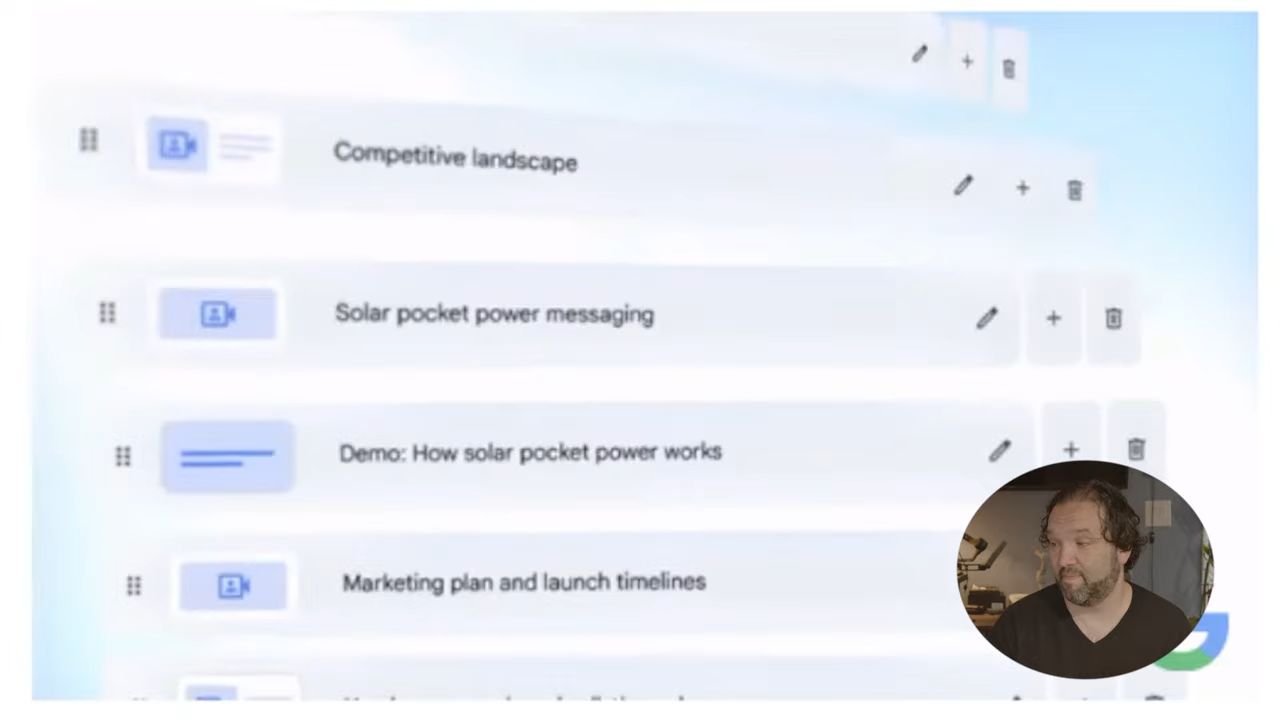 Competitive landscape
Solar pocket power messaging
Demo: How solar pocket power works
Marketing plan and launch timelines